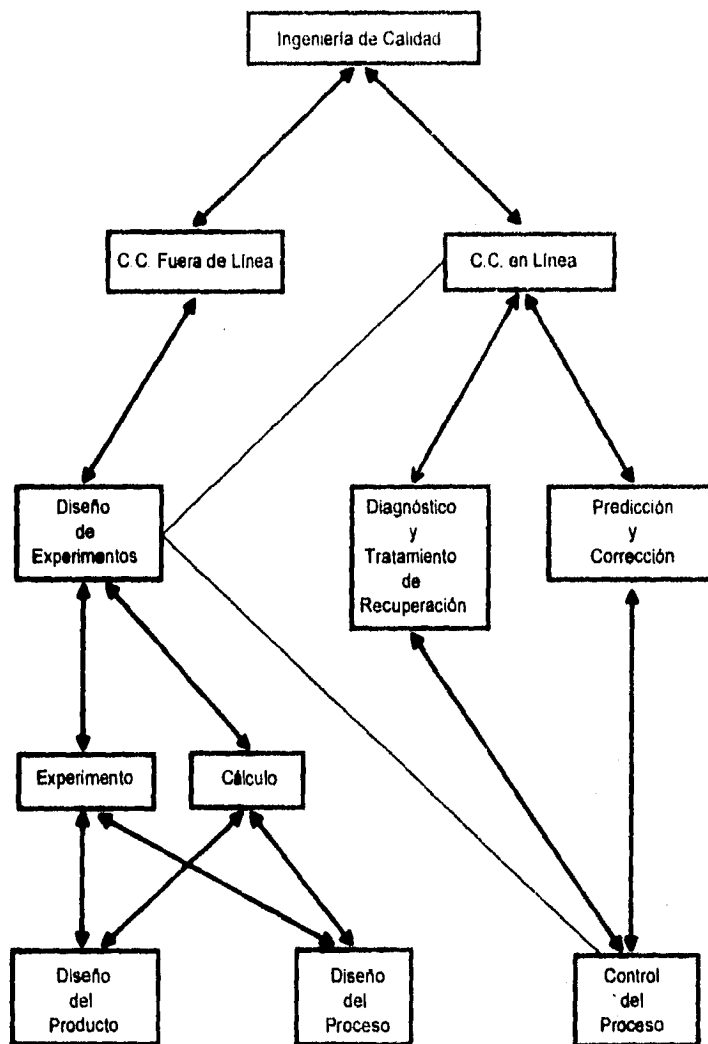 Ingeniería de Calidad
C.C. Fuera de Línea
C.C. en Línea
Diseño
de
Experimentos
Diagnóstico
y
Tratamiento
de
Recuperación
Predicción
y
Corrección
Experimento
Cálculo
Diseño
del
Producto
Diseño
del
Proceso
Control
del
Proceso